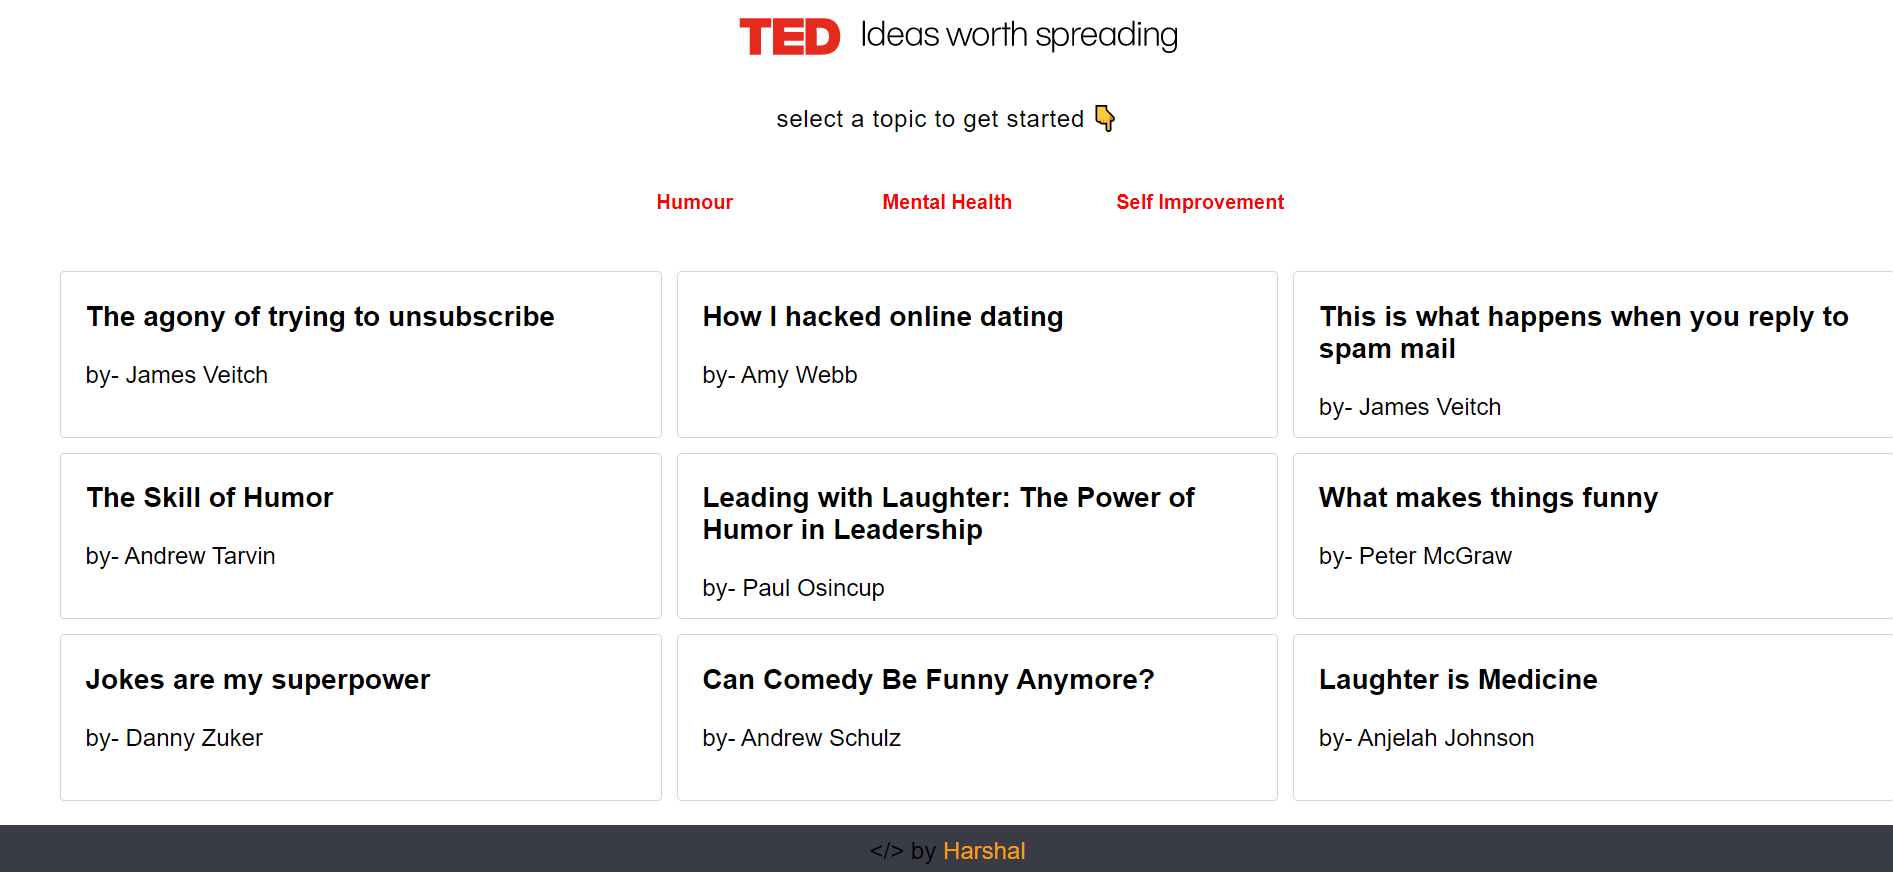 TED Ideas worth spreading
select a topic to get started 👇
Humour
Mental Health
Self Improvement
The agony of trying to unsubscribe
by- James Veitch
How I hacked online dating
by- Amy Webb
This is what happens when you reply to
spam mail
by- James Veitch
The Skill of Humor
by- Andrew Tarvin
Leading with Laughter: The Power of
Humor in Leadership
by- Paul Osincup
What makes things funny
by- Peter McGraw
Jokes are my superpower
by- Danny Zuker
Can Comedy Be Funny Anymore?
by- Andrew Schulz
Laughter is Medicine
by- Anjelah Johnson
</> by Harshal